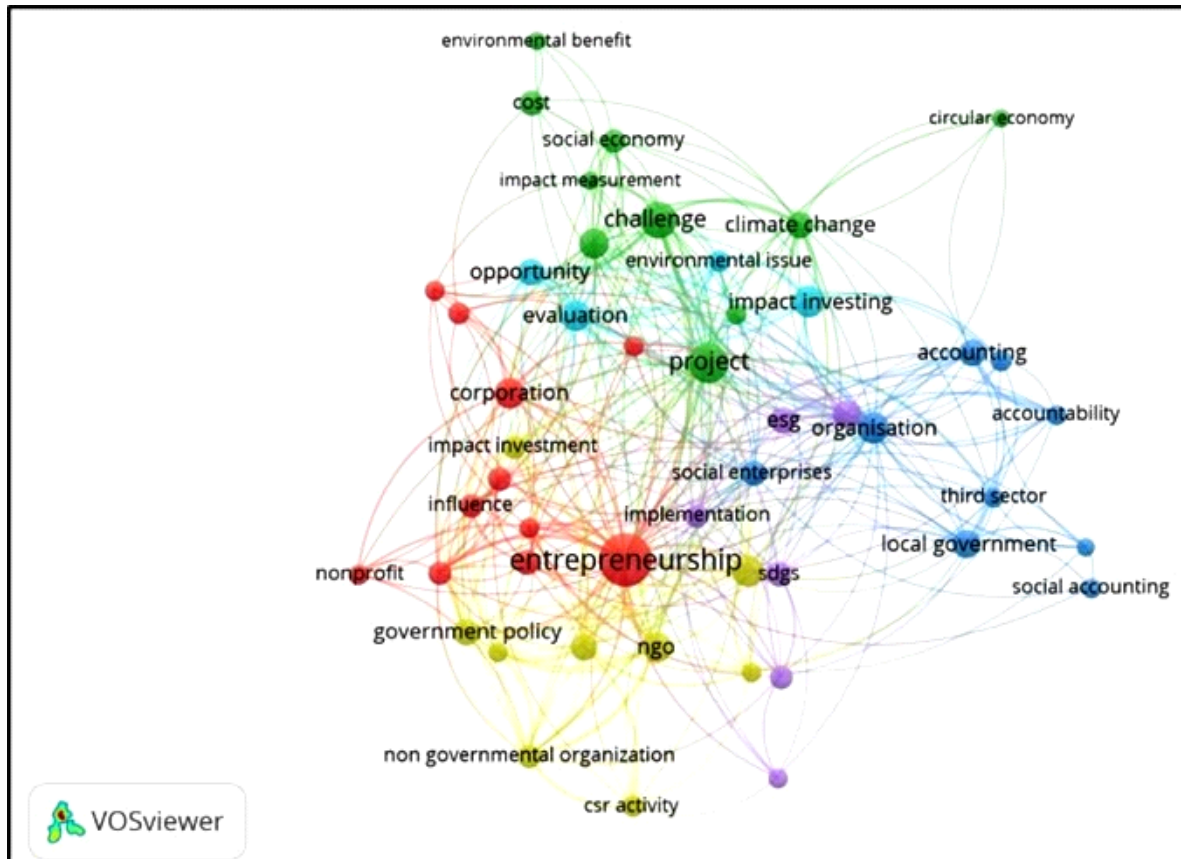 environmental benefit
cost
circular economy
social economy
impact measurement
challenge
climate change
environmental issue
opportunity
impact investing
evaluation
project
accounting
corporation
accountability
esg
organisation
impact investment
social enterprises
third sector
influence
implementation
local government
entrepreneurship
nonprofit
sdgs
social accounting
government policy
ngo
non governmental organization
csr activity
VOSviewer